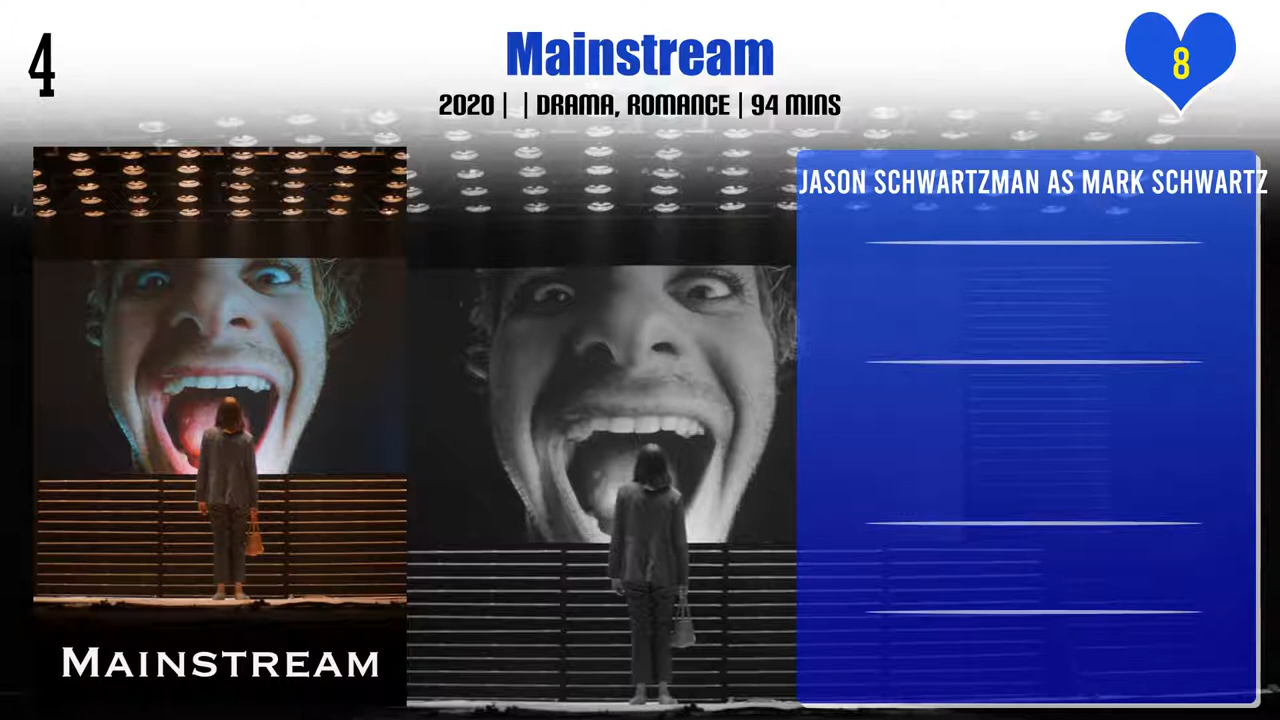 4
Mainstream
8
2020 | | DRAMA, ROMANCE | 94 MINS
JASON SCHWARTZMAN AS MARK SCHWARTZ
MAINSTREAM